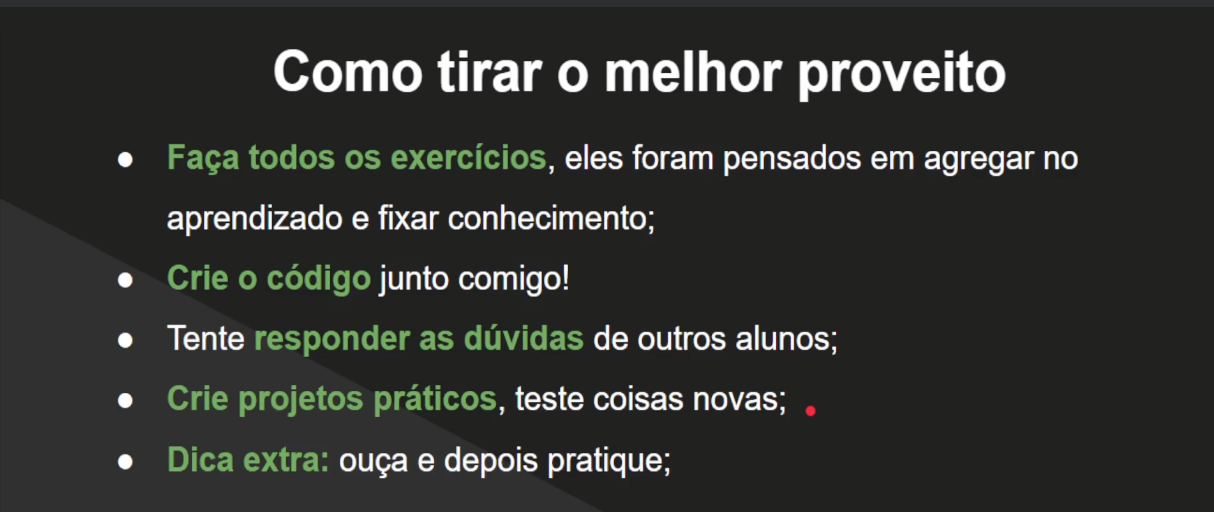 Como tirar o melhor proveito
● Faça todos os exercícios, eles foram pensados em agregar no
aprendizado e fixar conhecimento;
● Crie o código junto comigo!
● Tente responder as dúvidas de outros alunos;
● Crie projetos práticos, teste coisas novas;
● Dica extra: ouça e depois pratique;